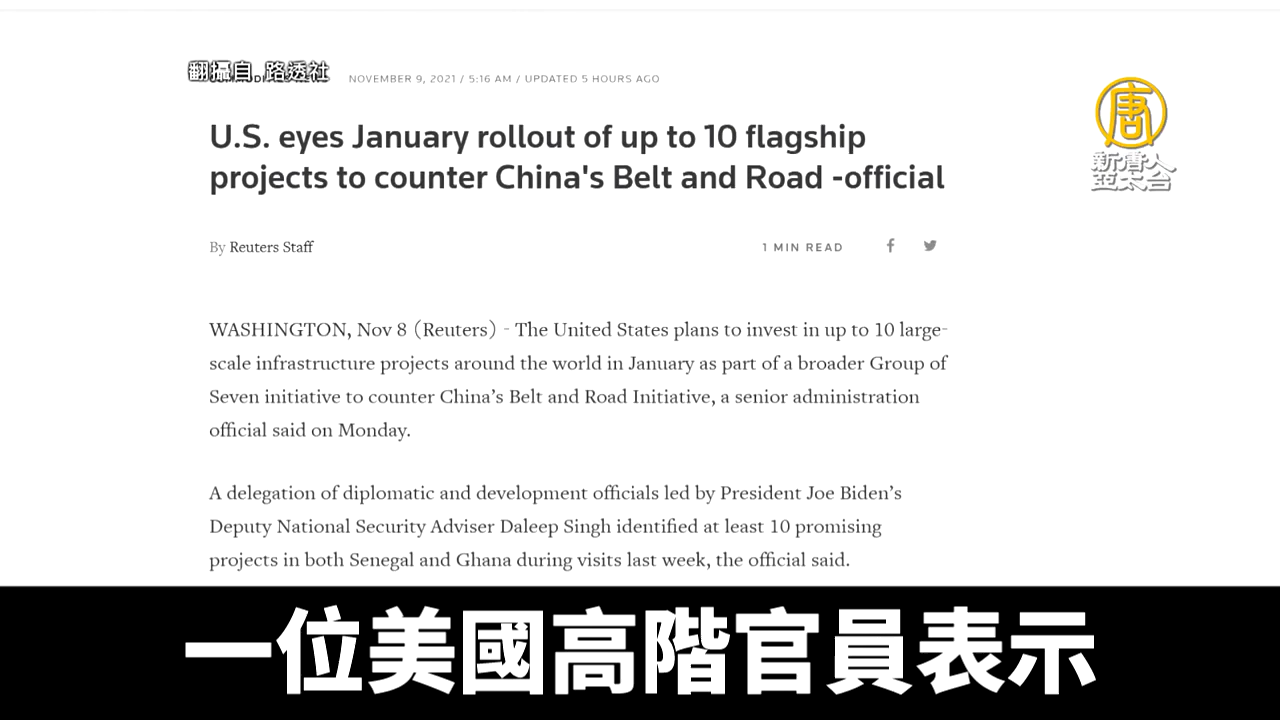 翻攝自 路透社
NOVEMBER 9, 2021 / 5:16 AM / UPDATED 5 HOURS AGO
唐
新唐人
亞太台
U.S. eyes January rollout of up to 10 flagship
projects to counter China's Belt and Road -official
By Reuters Staff
1 MIN READ
WASHINGTON, Nov 8 (Reuters) - The United States plans to invest in up to 10 large-
scale infrastructure projects around the world in January as part of a broader Group of
Seven initiative to counter China’s Belt and Road Initiative, a senior administration
official said on Monday.
A delegation of diplomatic and development officials led by President Joe Biden’s
Deputy National Security Adviser Daleep Singh identified at least 10 promising
projects in both Senegal and Ghana during visits last week, the official said.
一位美國高階官員表示